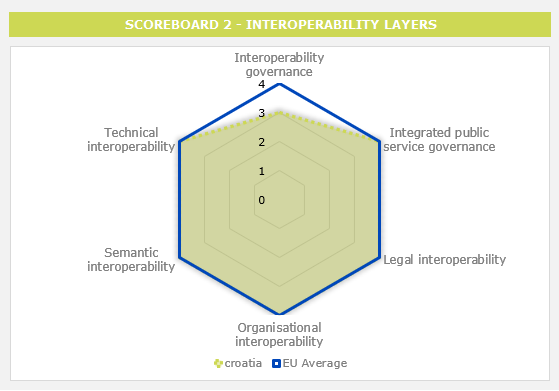 SCOREBOARD 2 - INTEROPERABILITY LAYERS
Interoperability
governance
4
3
2
1
0
Technical
interoperability
Integrated public
service governance
Semantic
interoperability
Legal interoperability
Organisational
interoperability
croatia EU Average